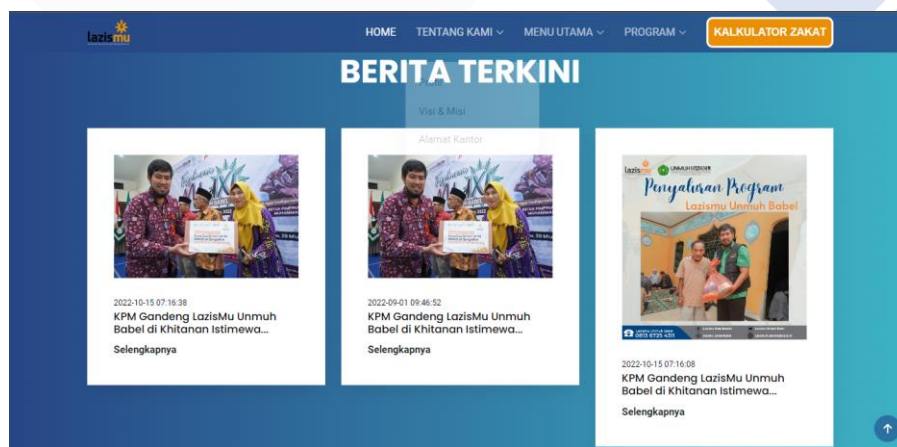 lazismu
HOME TENTANG KAMI MENU UTAMA PROGRAM KALKULATOR ZAKAT
BERITA TERKINI
Profil
Visi & Misi
Alamat Kantor
2022-10-15 07:16:38
KPM Gandeng LazisMu Unmuh
Babel di Khitanan Istimewa...
Selengkapnya
2022-09-01 09:46:52
KPM Gandeng LazisMu Unmuh
Babel di Khitanan Istimewa...
Selengkapnya
lazismu
Penyaluran Program
Lazismu Unmuh Babel
2022-10-15 07:16:08
KPM Gandeng LazisMu Unmuh
Babel di Khitanan Istimewa...
Selengkapnya